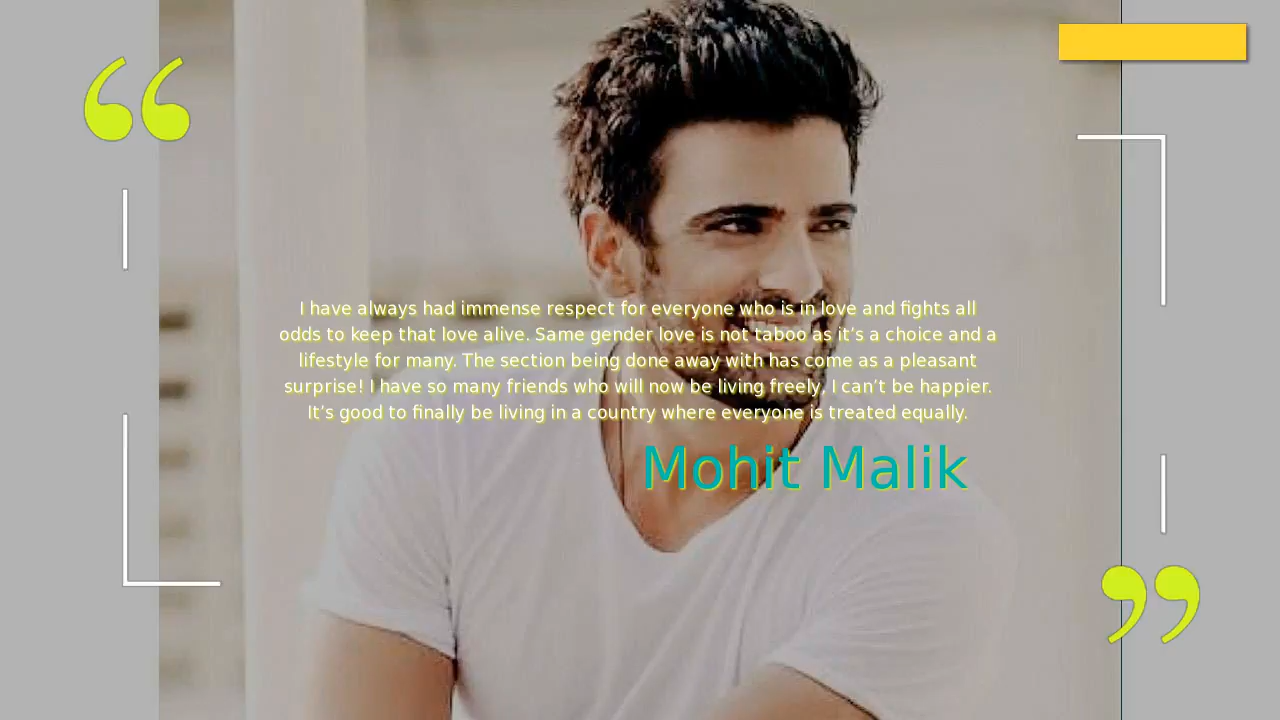 I have always had immense respect for everyone who is in love and fights all
odds to keep that love alive. Same gender love is not taboo as it’s a choice and a
lifestyle for many. The section being done away with has come as a pleasant
surprise! I have so many friends who will now be living freely, I can’t be happier.
It’s good to finally be living in a country where everyone is treated equally.
Mohit Malik